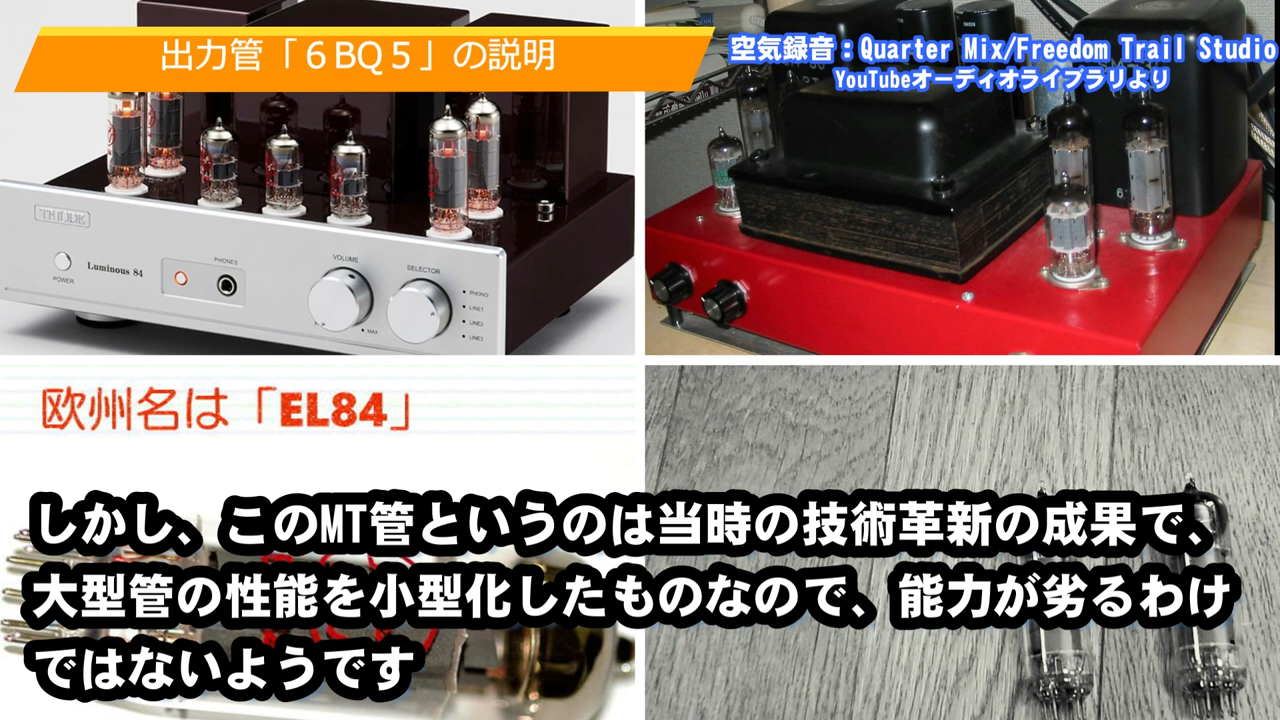 出力管「６BQ５」の説明
空気録音：Quarter Mix/Freedom Trail Studio
YouTubeオーディオライブラリより
TRIODE
Luminous 84
POWER
PHONES
VOLUME
MAX
SELECTOR
PHONO
LINE1
LINE2
LINE3
欧州名は「EL84」
しかし、このMT管というのは当時の技術革新の成果で、
大型管の性能を小型化したものなので、能力が劣るわけ
ではないようです